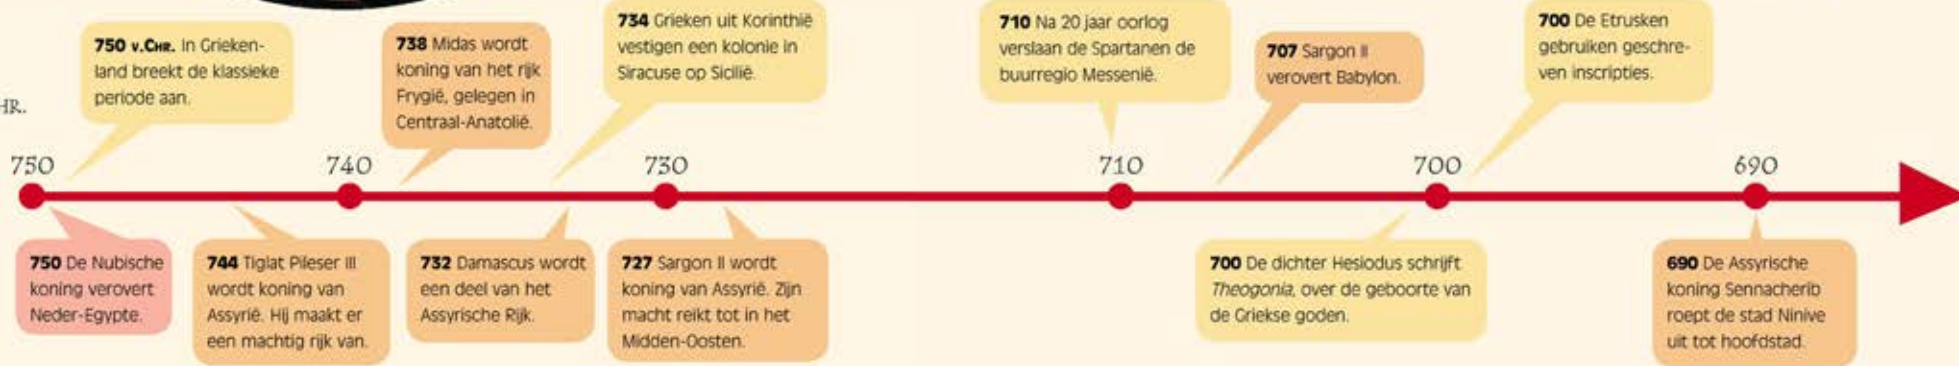 750 v.Chr. In Grieken-
land breekt de klassieke
periode aan.
738 Midas wordt
koning van het rijk
Frygië, gelegen in
Centraal-Anatolië.
734 Grieken uit Korinthië
vestigen een kolonie in
Siracuse op Sicilië.
710 Na 20 jaar oorlog
verslaan de Spartanen de
buurregio Messenië.
707 Sargon II
verovert Babylon.
700 De Etrusken
gebruiken geschre-
ven inscripties.
HR.
750
740
730
710
700
690
750 De Nubische
koning verovert
Neder-Egypte.
744 Tiglat Pileser III
wordt koning van
Assyrië. Hij maakt er
een machtig rijk van.
732 Damascus wordt
een deel van het
Assyrische Rijk.
727 Sargon II wordt
koning van Assyrië. Zijn
macht reikt tot in het
Midden-Oosten.
700 De dichter Hesiodus schrijft
Theogonia, over de geboorte van
de Griekse goden.
690 De Assyrische
koning Sennacherib
roept de stad Ninive
uit tot hoofdstad.